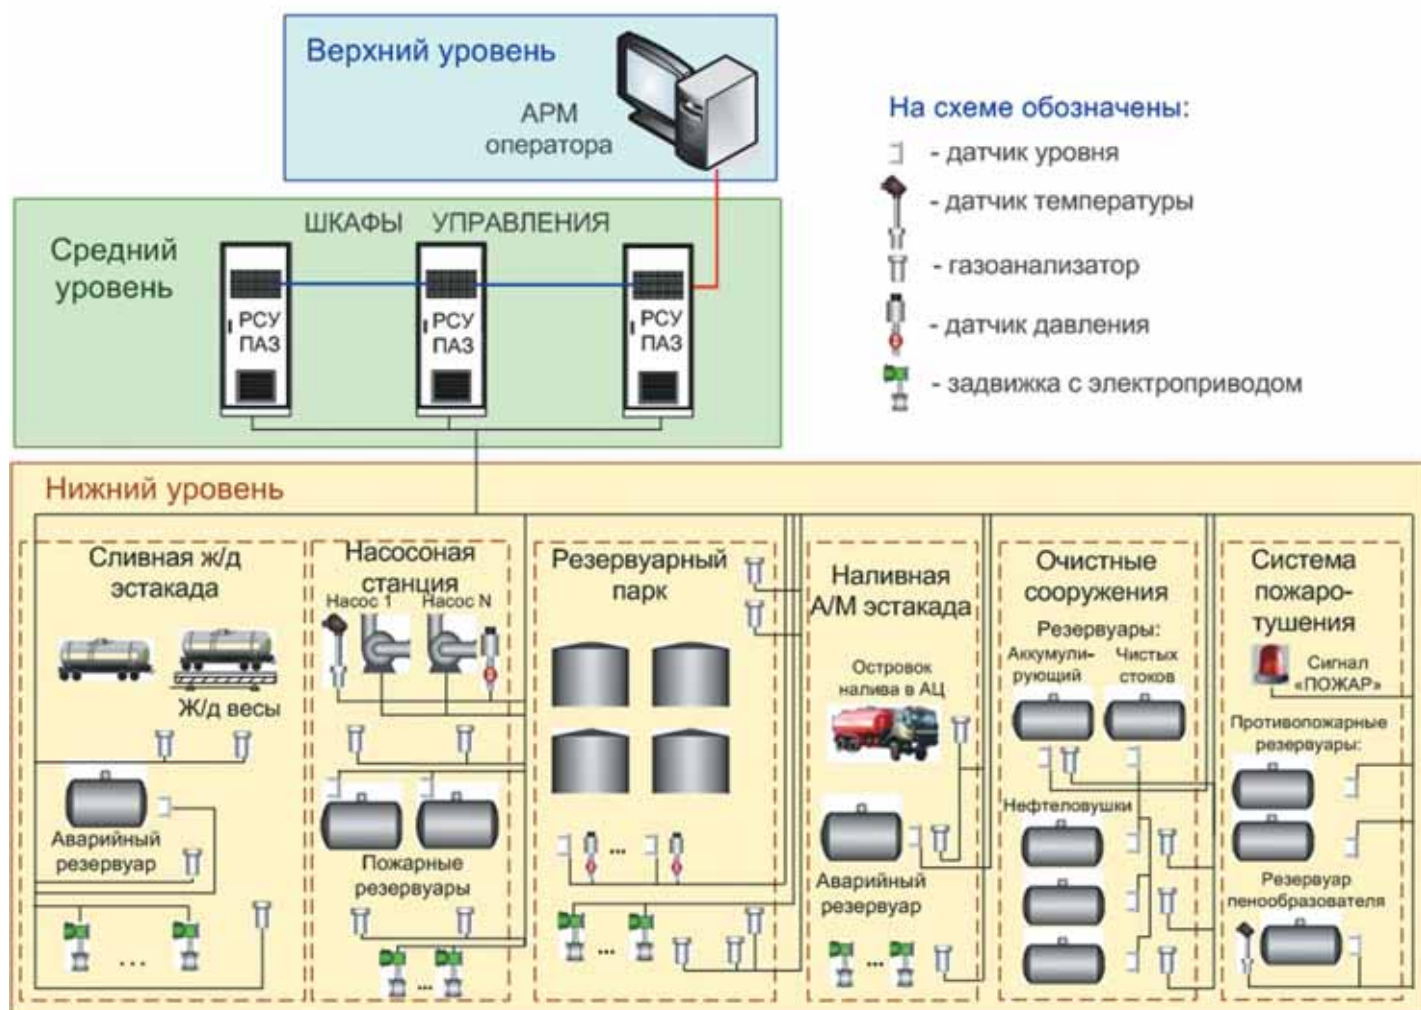 Верхний уровень
АРМ
оператора
На схеме обозначены:
- датчик уровня
- датчик температуры
- газоанализатор
- датчик давления
- задвижка с электроприводом
Средний
уровень
ШКАФЫ УПРАВЛЕНИЯ
РСУ
ПАЗ
РСУ
ПАЗ
РСУ
ПАЗ
Нижний уровень
Сливная ж/д
эстакада
Ж/д весы
Аварийный
резервуар
...
Насосоная
станция
Насос 1
Насос N
Пожарные
резервуары
...
Резервуарный
парк
...
...
Наливная
А/М эстакада
Островок
налива в АЦ
Аварийный
резервуар
...
Очистные
сооружения
Резервуары:
Аккумули-
рующий
Чистых
стоков
Нефтеловушки
Система
пожаро-
тушения
Сигнал
«ПОЖАР»
Противопожарные
резервуары:
Резервуар
пенообразователя